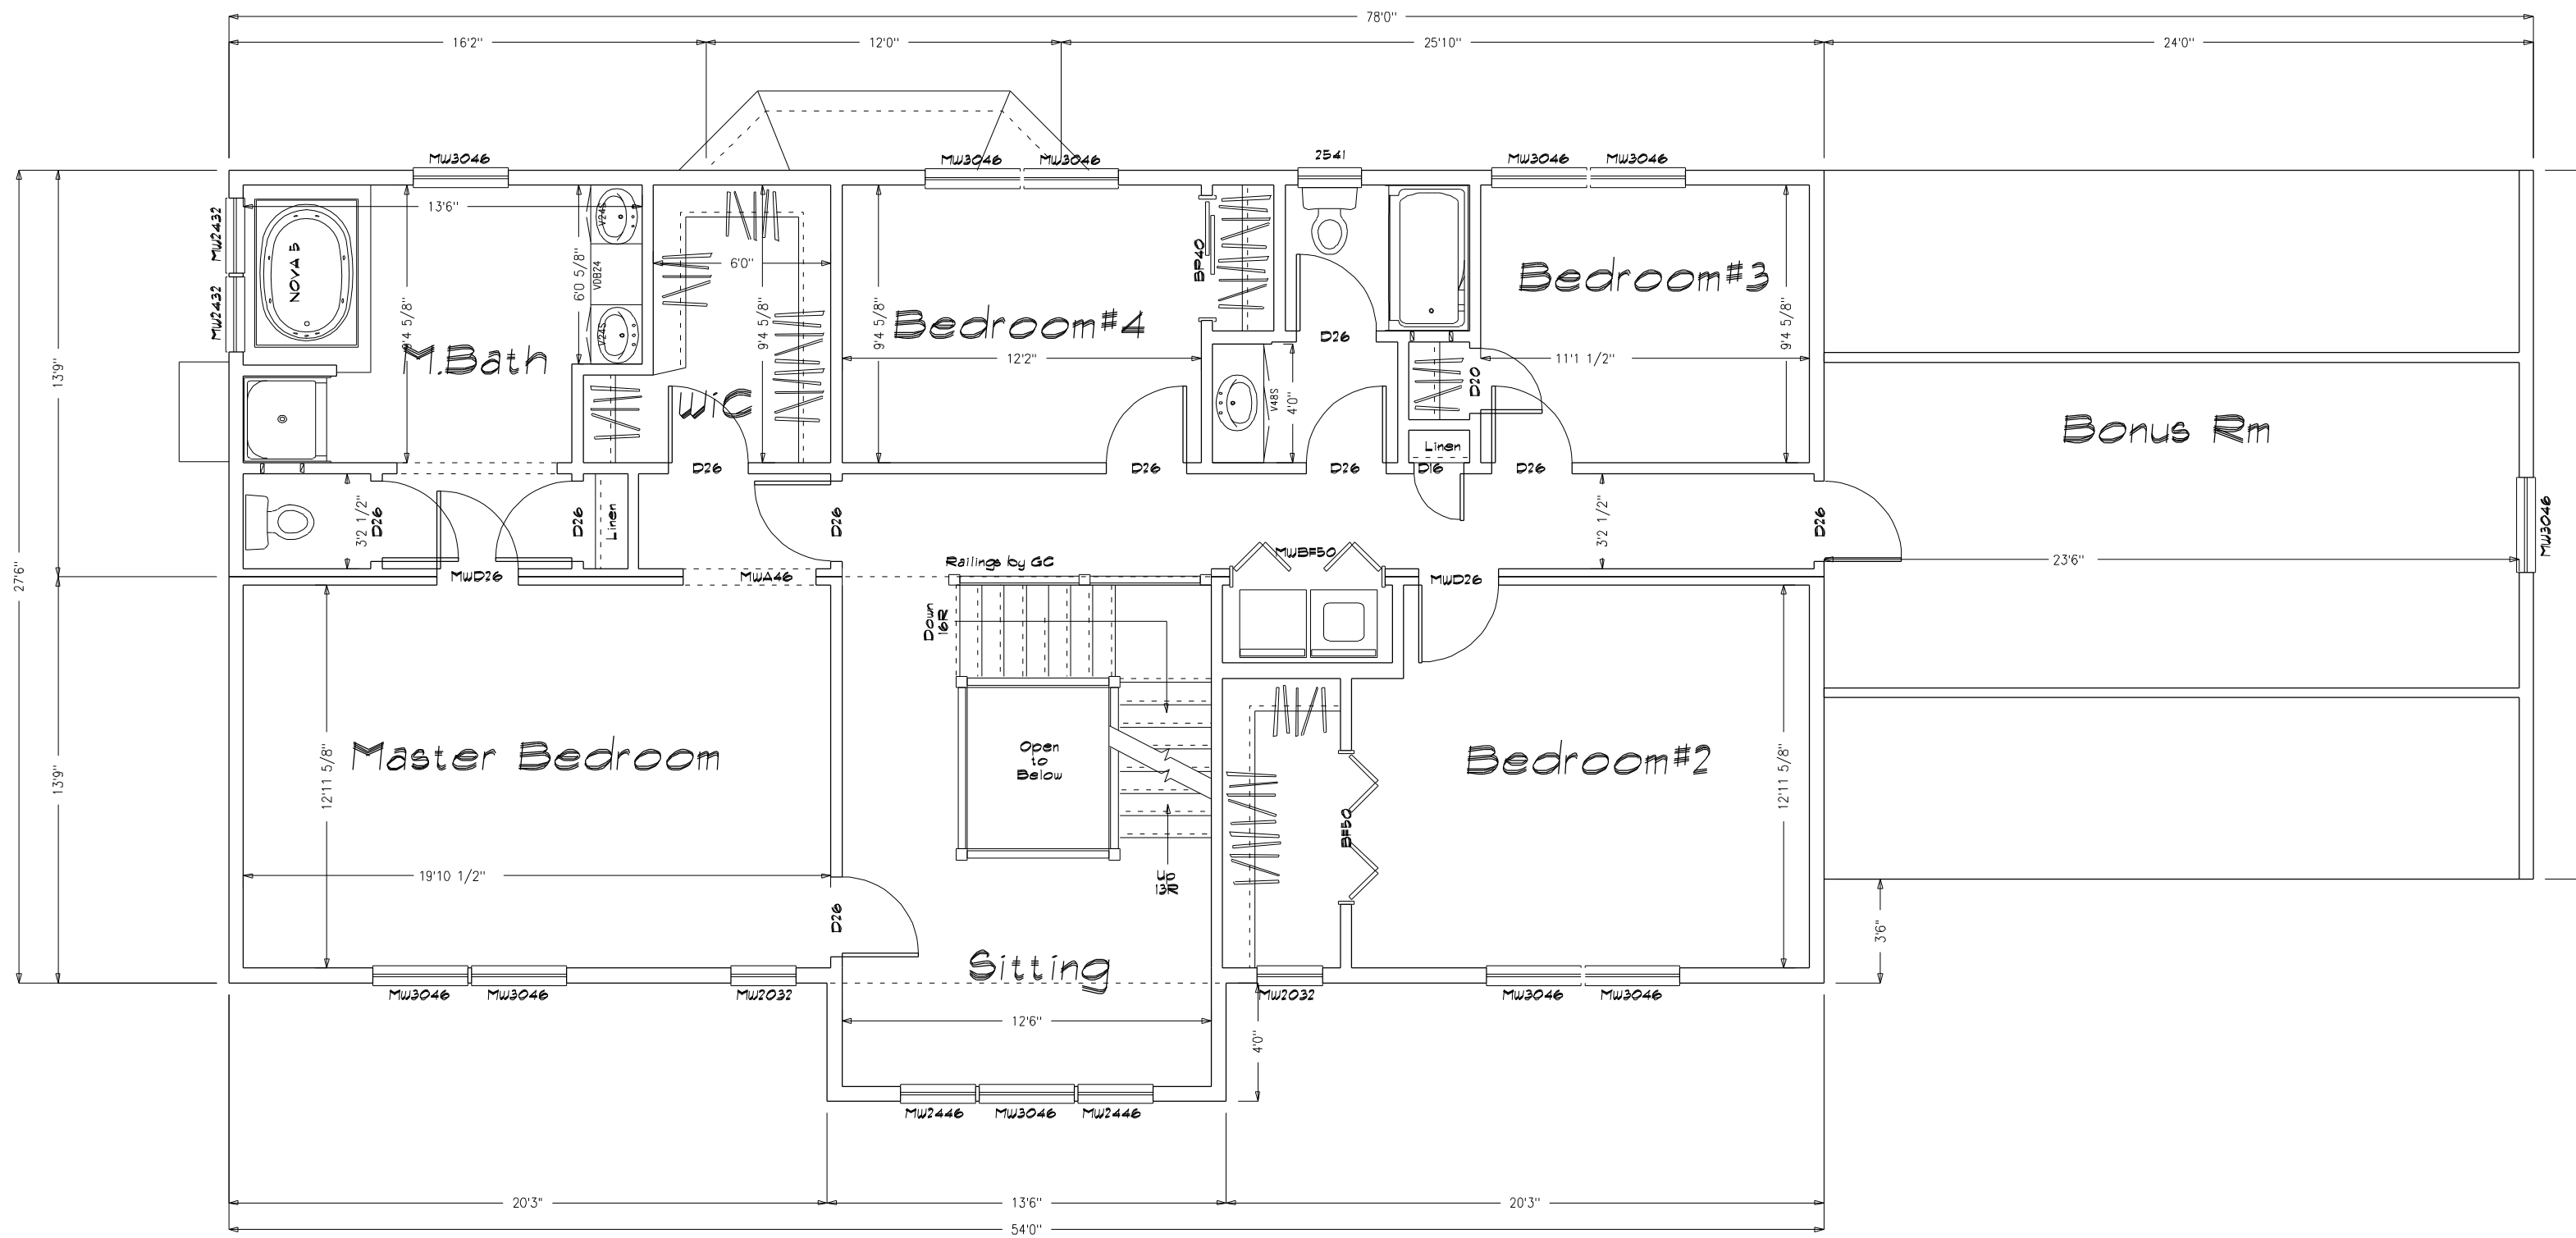 78'0"
16'2"
12'0"
25'10"
24'0"
MW3046
MW3046
MW3046
2541
MW3046
MW3046
13'6"
MW2432
MW2432
NOVA 5
9'4 5/8"
6'0 5/8"
V24S
VDB24
V24S
M.Bath
6'0"
9'4 5/8"
WIC
9'4 5/8"
Bedroom#4
12'2"
BP40
D26
V48S
4'0"
D20
Bedroom#3
11'1 1/2"
9'4 5/8"
Bonus Rm
Linen
D26
D26
D26
D16
D26
13'9"
27'6"
13'9"
3'2 1/2"
D26
D26
Linen
D26
3'2 1/2"
D26
MW3046
23'6"
MWD26
MWA46
Railings by GC
MWBF50
MWD26
Down
16R
Master Bedroom
12'11 5/8"
19'10 1/2"
Open
to
Below
Up
13R
BF50
Bedroom#2
12'11 5/8"
3'6"
D26
Sitting
MW3046
MW3046
MW2032
MW2032
MW3046
MW3046
12'6"
4'0"
MW2446
MW3046
MW2446
20'3"
13'6"
20'3"
54'0"